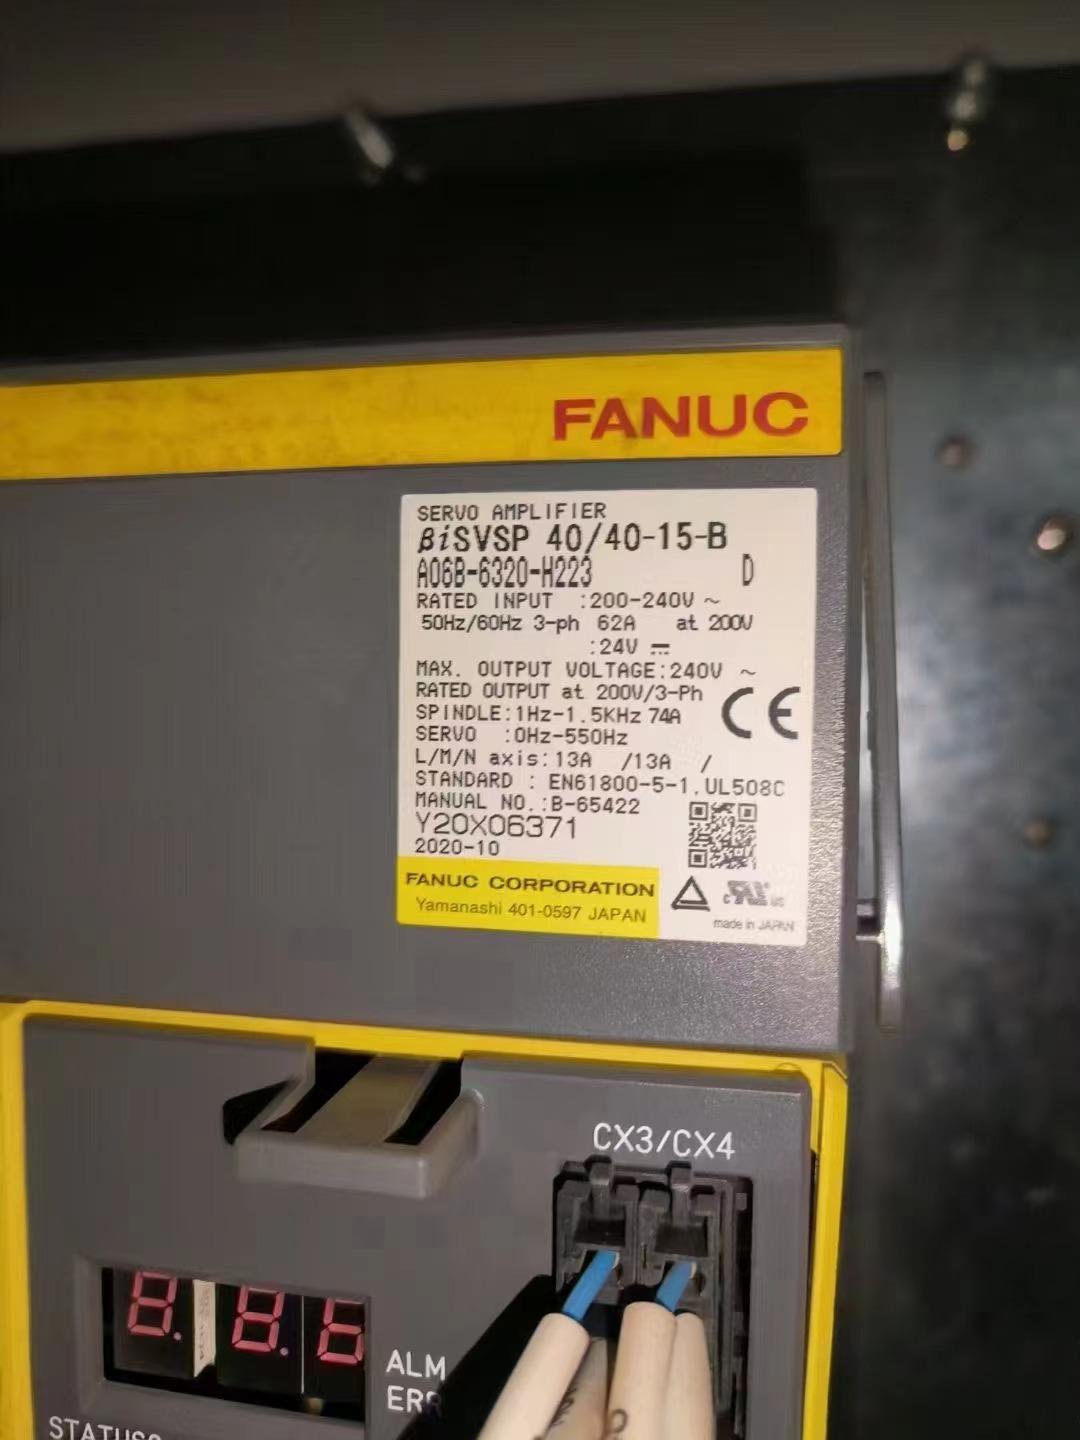 FANUC
SERVO AMPLIFIER
βiSVSP 40/40-15-B
A06B-6320-H223 D
RATED INPUT :200-240V ~
50Hz/60Hz 3-ph 62A at 200V
:24V ⎓
MAX. OUTPUT VOLTAGE:240V ~
RATED OUTPUT at 200V/3-Ph
SPINDLE:1Hz-1.5KHz 74A
CE
SERVO :0Hz-550Hz
L/M/N axis:13A /13A /
STANDARD : EN61800-5-1,UL508C
MANUAL NO.:B-65422
Y20X06371
2020-10
FANUC CORPORATION
Yamanashi 401-0597 JAPAN
c US
made in JAPAN
CX3/CX4
ALM
ERR